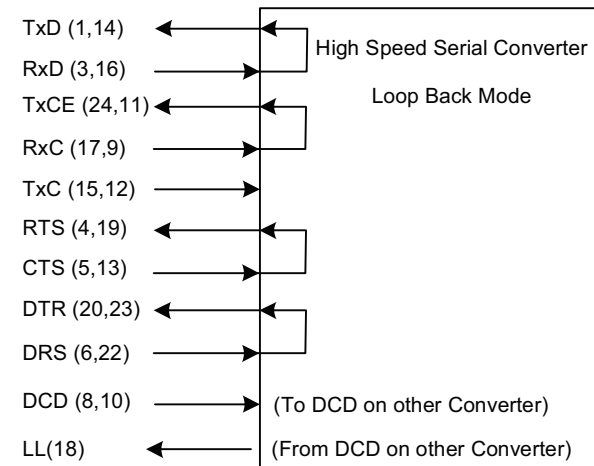 TxD (1,14)
High Speed Serial Converter
RxD (3,16)
Loop Back Mode
TxCE (24,11)
RxC (17,9)
TxC (15,12)
RTS (4,19)
CTS (5,13)
DTR (20,23)
DRS (6,22)
DCD (8,10)
(To DCD on other Converter)
LL(18)
(From DCD on other Converter)